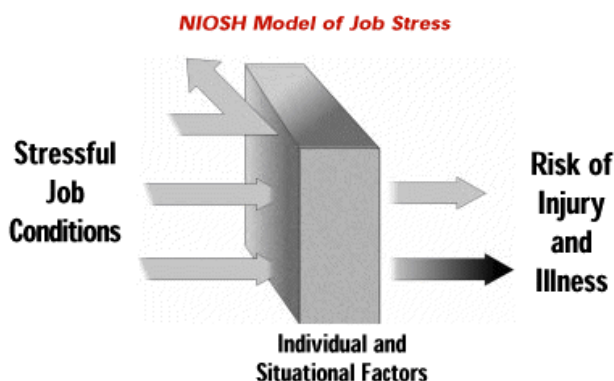 NIOSH Model of Job Stress
Stressful
Job
Conditions
Risk of
Injury
and
Illness
Individual and
Situational Factors